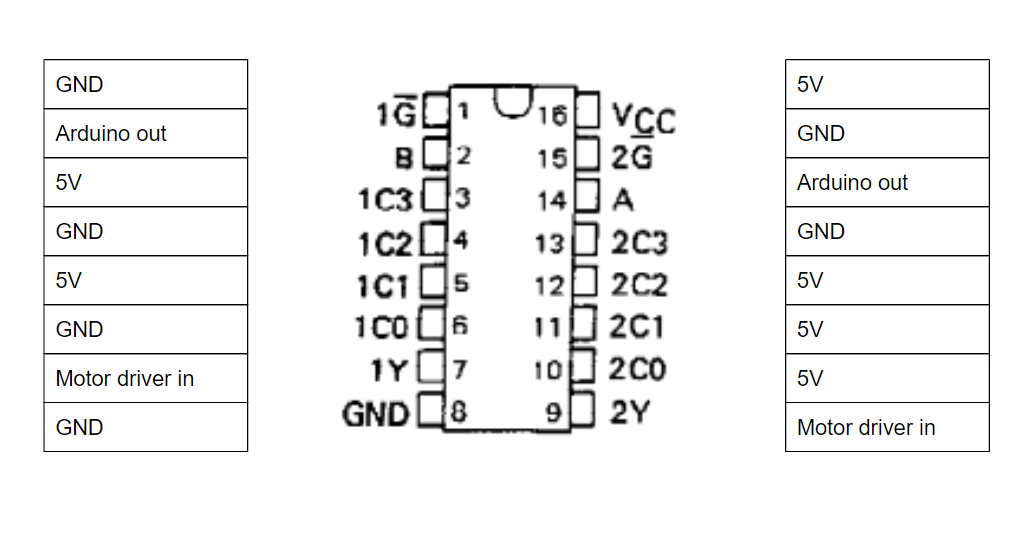 GND
Arduino out
5V
GND
5V
GND
Motor driver in
GND
1G̅ 1 16 VCC
B 2 15 2G̅
1C3 3 14 A
1C2 4 13 2C3
1C1 5 12 2C2
1C0 6 11 2C1
1Y 7 10 2C0
GND 8 9 2Y
5V
GND
Arduino out
GND
5V
5V
5V
Motor driver in